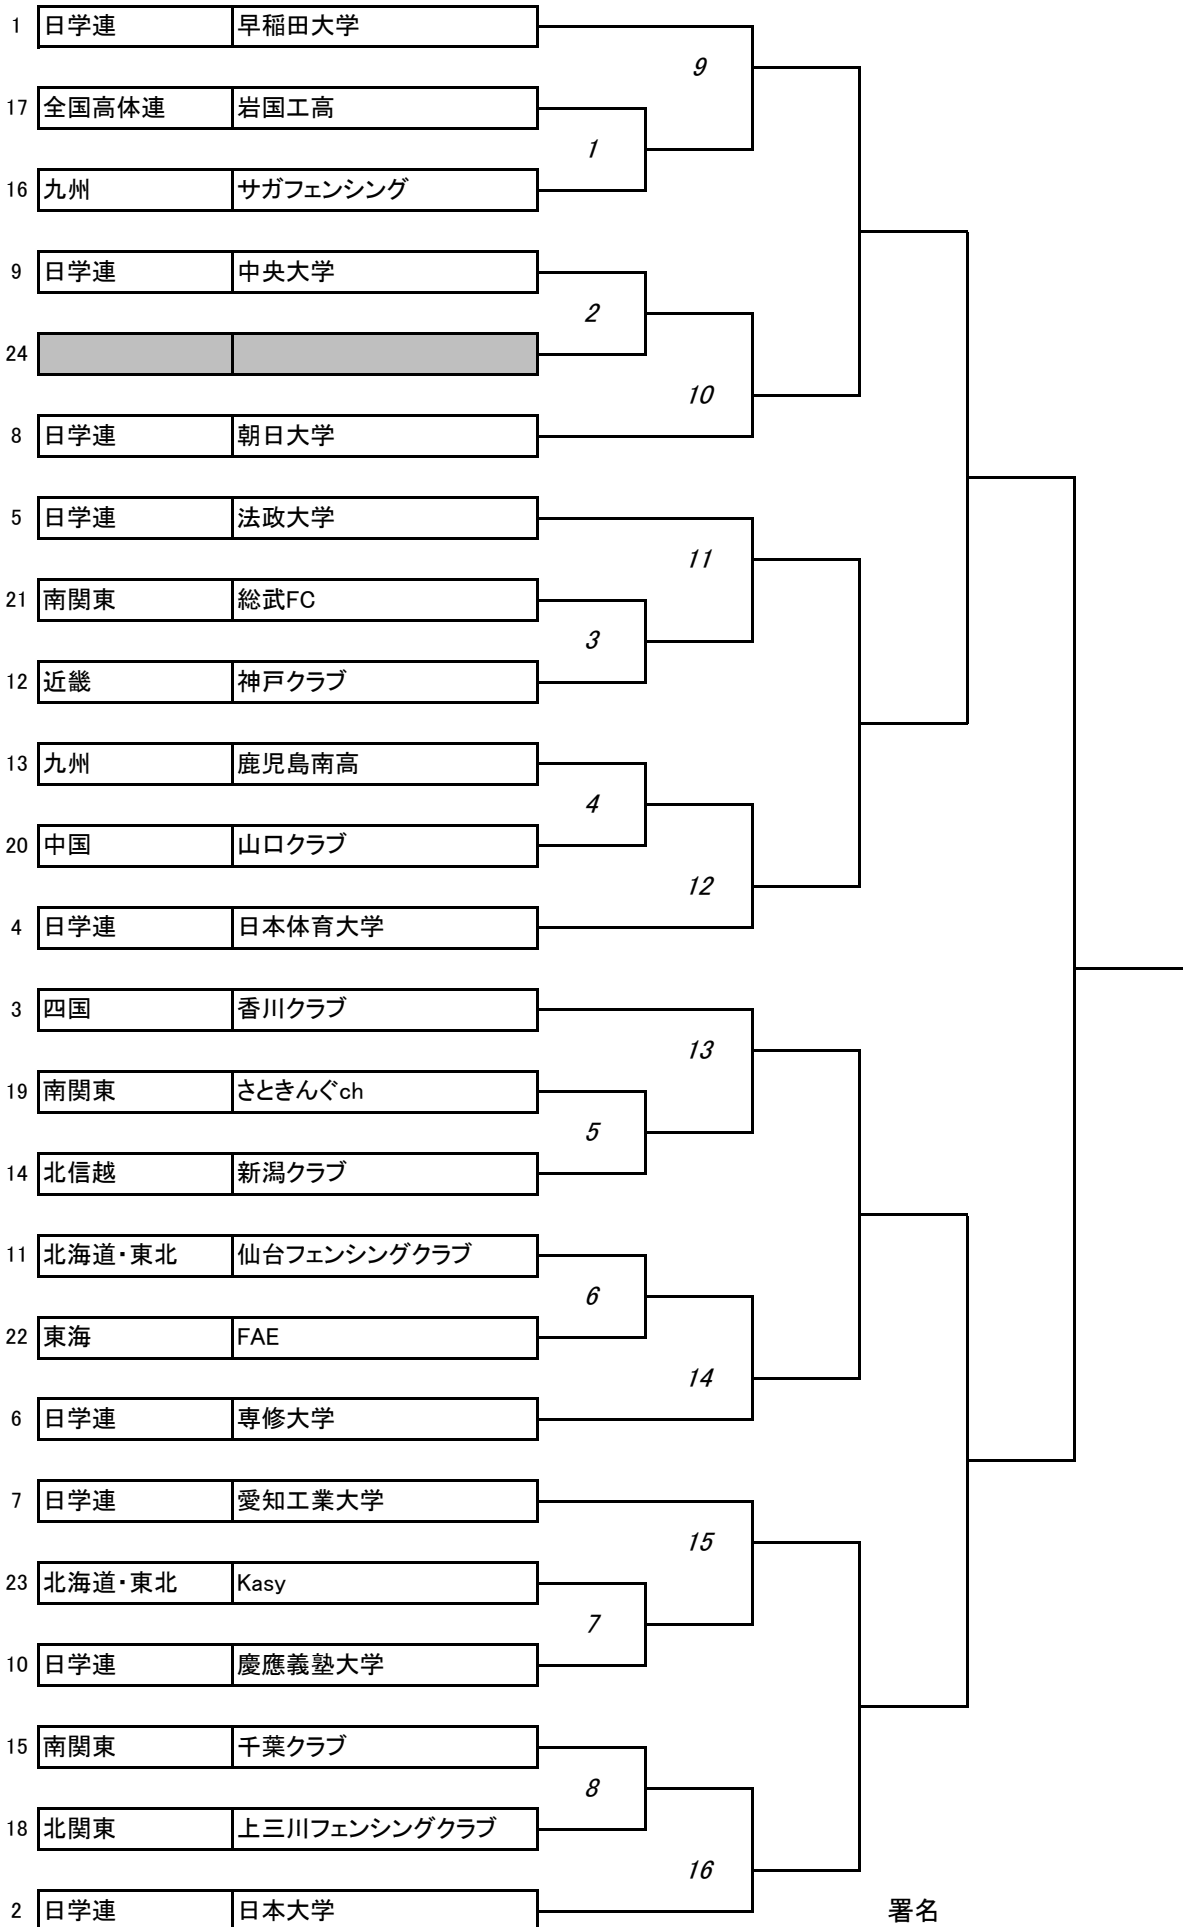 1 日学連 早稲田大学
9
17 全国高体連 岩国工高
1
16 九州 サガフェンシング
9 日学連 中央大学
2
24
10
8 日学連 朝日大学
5 日学連 法政大学
11
21 南関東 総武FC
3
12 近畿 神戸クラブ
13 九州 鹿児島南高
4
20 中国 山口クラブ
12
4 日学連 日本体育大学
3 四国 香川クラブ
13
19 南関東 さときんぐch
5
14 北信越 新潟クラブ
11 北海道・東北 仙台フェンシングクラブ
6
22 東海 FAE
14
6 日学連 専修大学
7 日学連 愛知工業大学
15
23 北海道・東北 Kasy
7
10 日学連 慶應義塾大学
15 南関東 千葉クラブ
8
18 北関東 上三川フェンシングクラブ
16
2 日学連 日本大学 署名